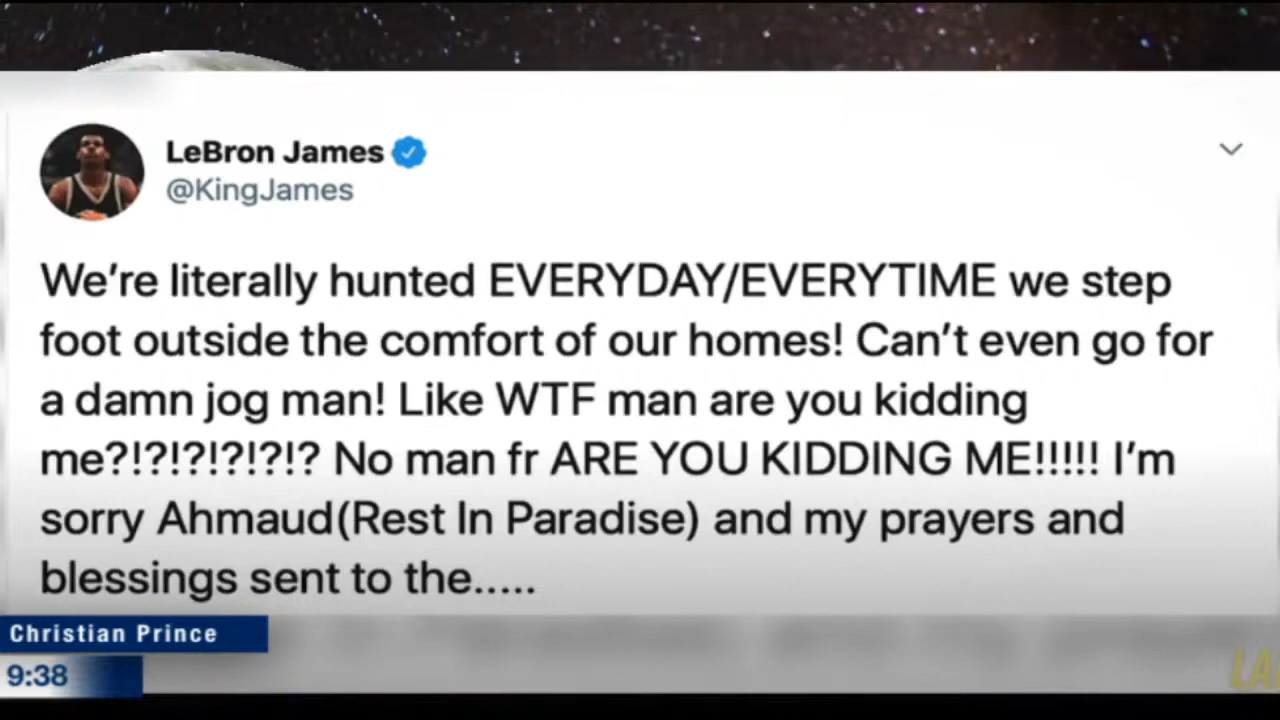 LeBron James
@KingJames
We're literally hunted EVERYDAY/EVERYTIME we step
foot outside the comfort of our homes! Can't even go for
a damn jog man! Like WTF man are you kidding
me?!?!?!?!?!? No man fr ARE YOU KIDDING ME!!!!! I'm
sorry Ahmaud(Rest In Paradise) and my prayers and
blessings sent to the.....
Christian Prince
9:38